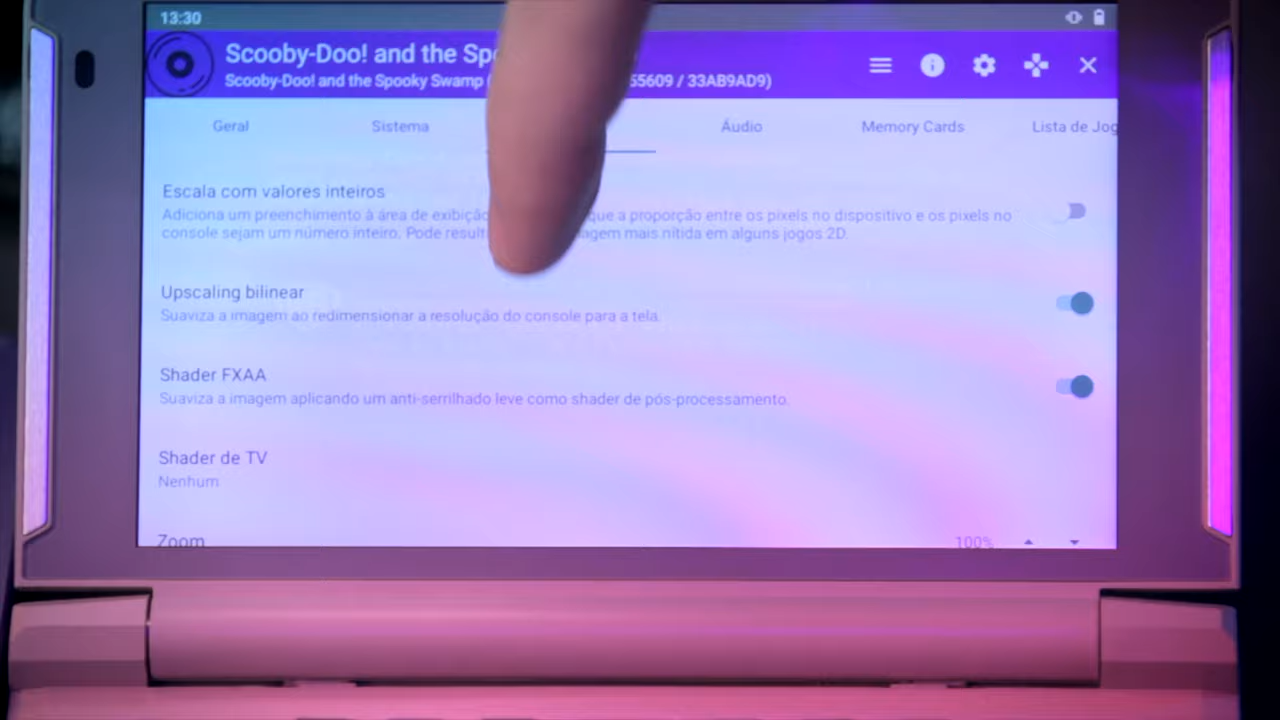 13:30
Scooby-Doo! and the Sp
Scooby-Doo! and the Spooky Swamp ( 55609 / 33AB9AD9)
Geral Sistema Áudio Memory Cards Lista de Jog
Escala com valores inteiros
Adiciona um preenchimento à área de que a proporção entre os pixels no dispositivo e os pixels no
console sejam um número inteiro. Pode mais nítida em alguns jogos 2D.
Upscaling bilinear
Suaviza a imagem ao redimensionar a resolução do console para a tela.
Shader FXAA
Suaviza a imagem aplicando um anti-serrilhado leve como shader de pós-processamento.
Shader de TV
Nenhum
Zoom 100%